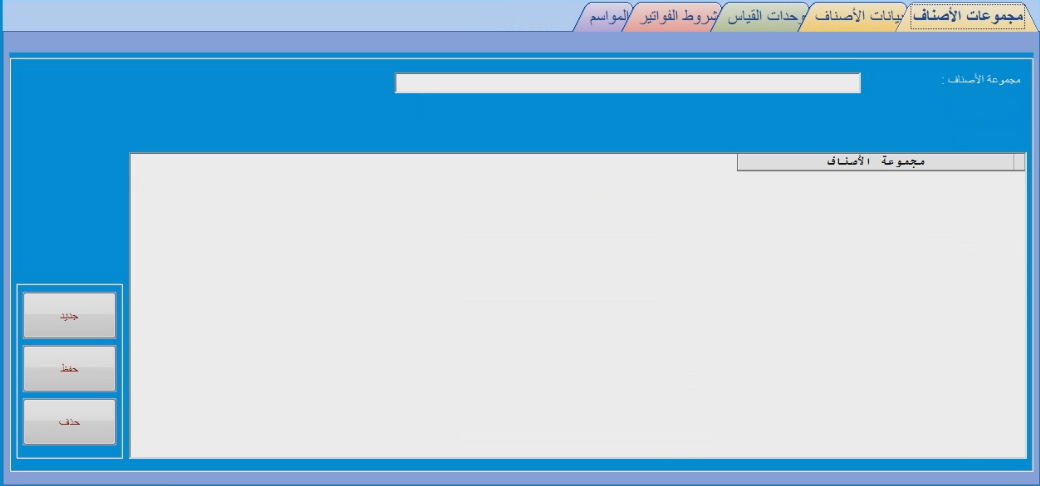 مجموعات الأصناف بيانات الأصناف وحدات القياس شروط الفواتير المواسم
مجموعة الأصناف :
مجموعة الأصناف
جديد
حفظ
حذف